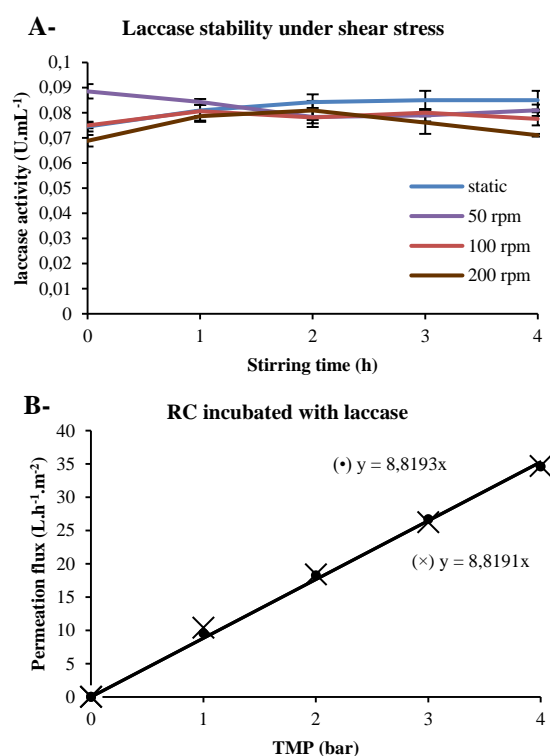 A- Laccase stability under shear stress
laccase activity (U.mL⁻¹)
0,1
0,09
0,08
0,07
0,06
0,05
0,04
0,03
0,02
0,01
0
static
50 rpm
100 rpm
200 rpm
0 1 2 3 4
Stirring time (h)
B- RC incubated with laccase
Permeation flux (L.h⁻¹.m⁻²)
40
35
30
25
20
15
10
5
0
(•) y = 8,8193x
(×) y = 8,8191x
0 1 2 3 4
TMP (bar)